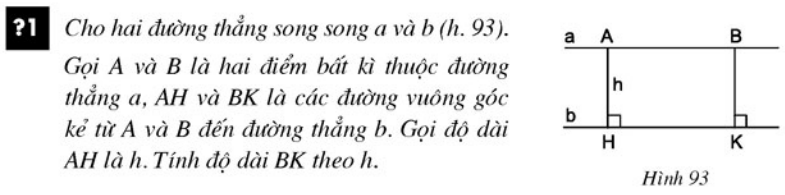 ?1 Cho hai đường thẳng song song a và b (h. 93).
Gọi A và B là hai điểm bất kì thuộc đường
thẳng a, AH và BK là các đường vuông góc
kẻ từ A và B đến đường thẳng b. Gọi độ dài
AH là h. Tính độ dài BK theo h.
a A B
h
b
H K
Hình 93